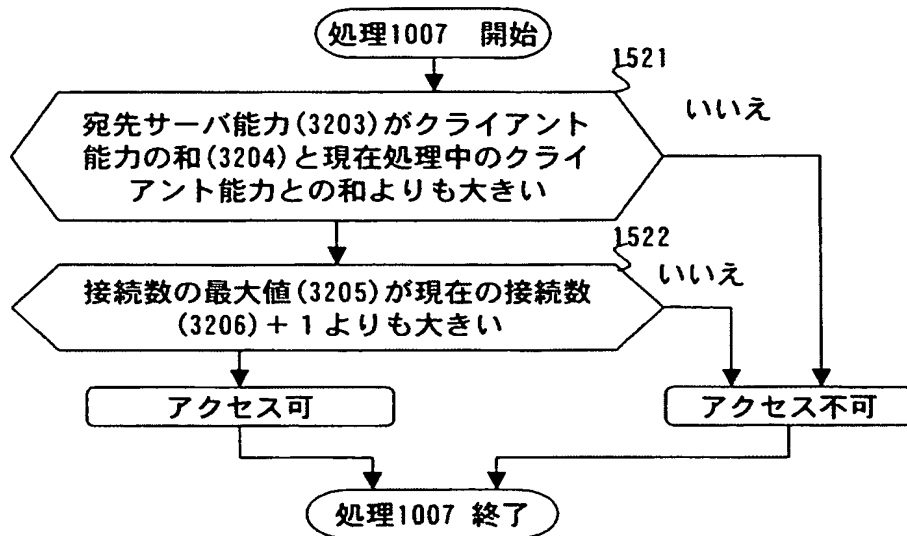 処理1007 開始
1521
いいえ
宛先サーバ能力(3203)がクライアント
能力の和(3204)と現在処理中のクライ
アント能力との和よりも大きい
1522
いいえ
接続数の最大値(3205)が現在の接続数
(3206)+1よりも大きい
アクセス可
アクセス不可
処理1007 終了